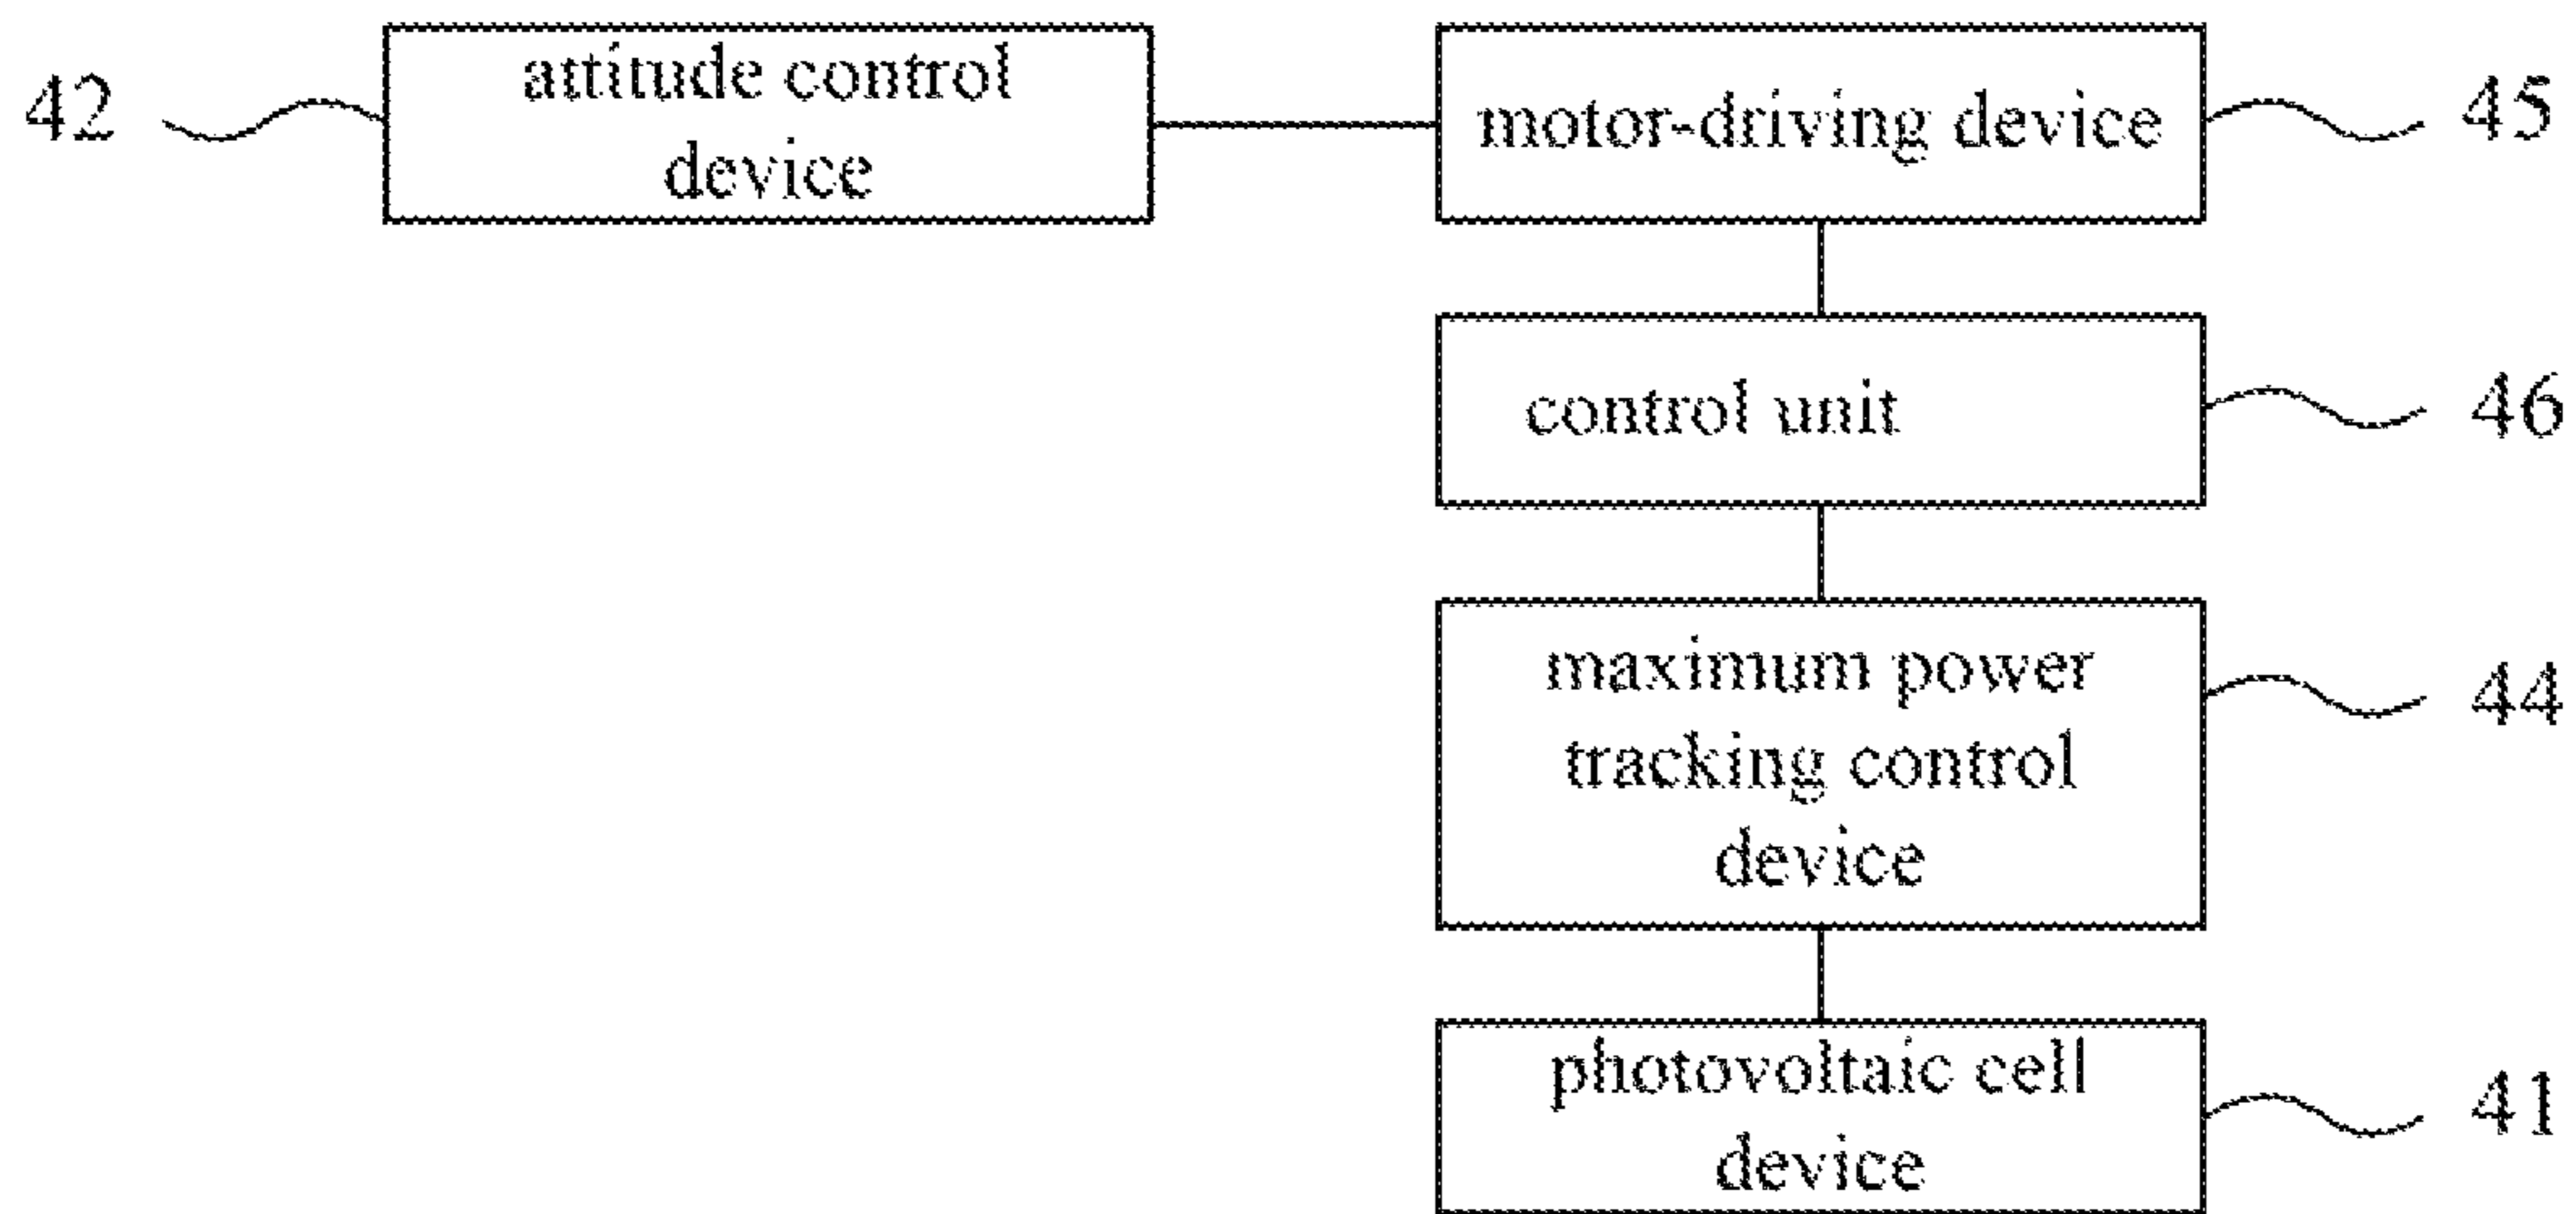 42
attitude control
device
motor-driving device
45
control unit
46
maximum power
tracking control
device
44
photovoltaic cell
device
41